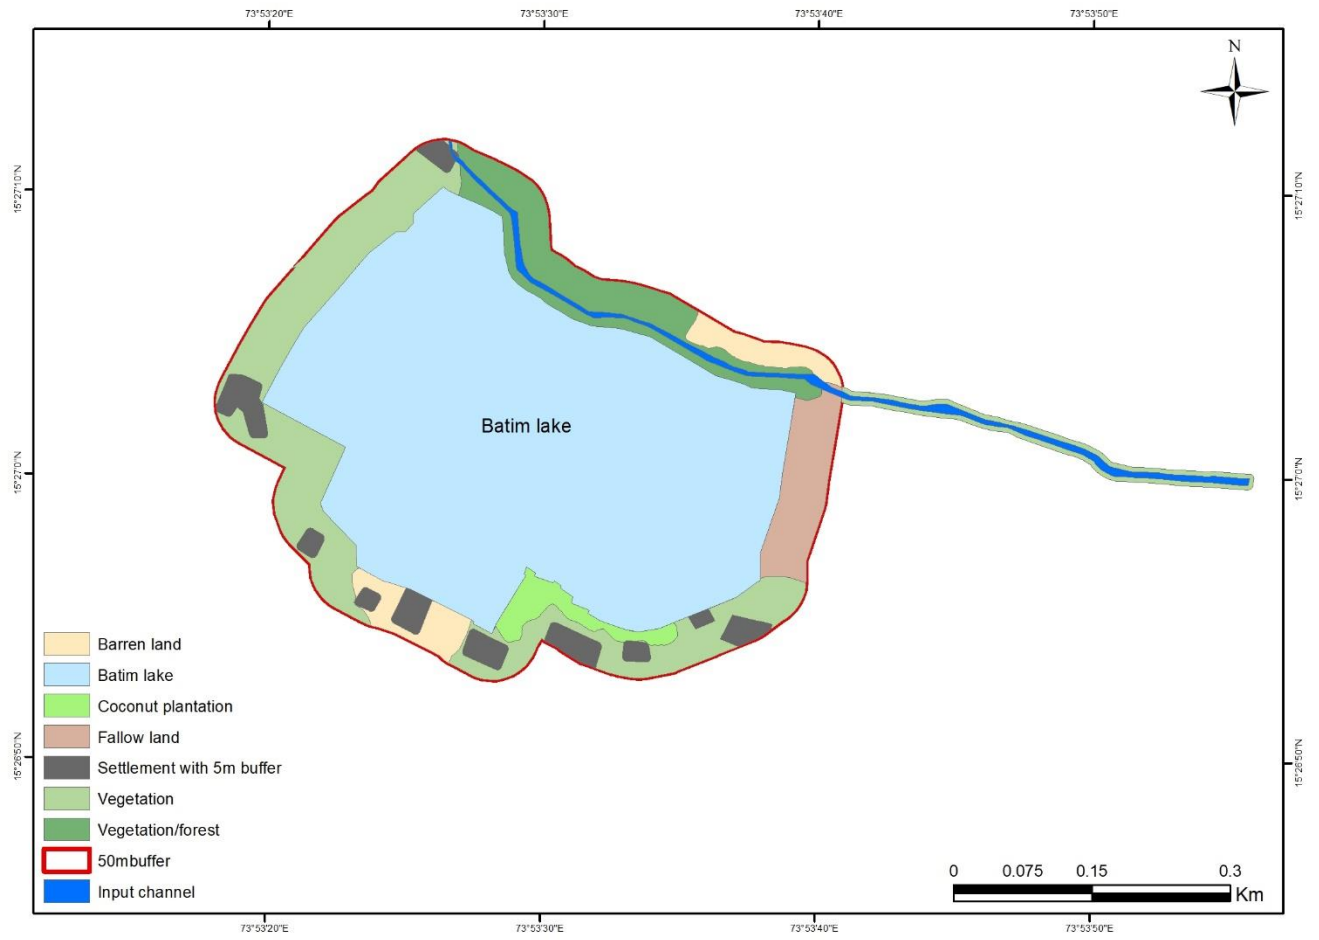 73°53'20"E 73°53'30"E 73°53'40"E 73°53'50"E
N
15°27'10"N 15°27'10"N
Batim lake
15°27'0"N 15°27'0"N
Barren land
Batim lake
Coconut plantation
Fallow land
15°26'50"N 15°26'50"N
Settlement with 5m buffer
Vegetation
Vegetation/forest
50mbuffer
Input channel
0 0.075 0.15 0.3
Km
73°53'20"E 73°53'30"E 73°53'40"E 73°53'50"E